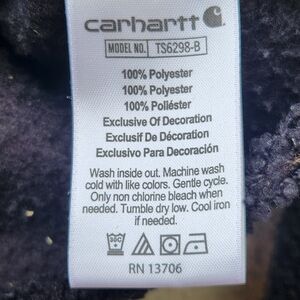 carhartt
MODEL NO. TS6298-B
100% Polyester
100% Polyester
100% Poliéster
Exclusive Of Decoration
Exclusif De Décoration
Exclusivo Para Decoración
Wash inside out. Machine wash
cold with like colors. Gentle cycle.
Only non chlorine bleach when
needed. Tumble dry low. Cool iron
if needed.
RN 13706